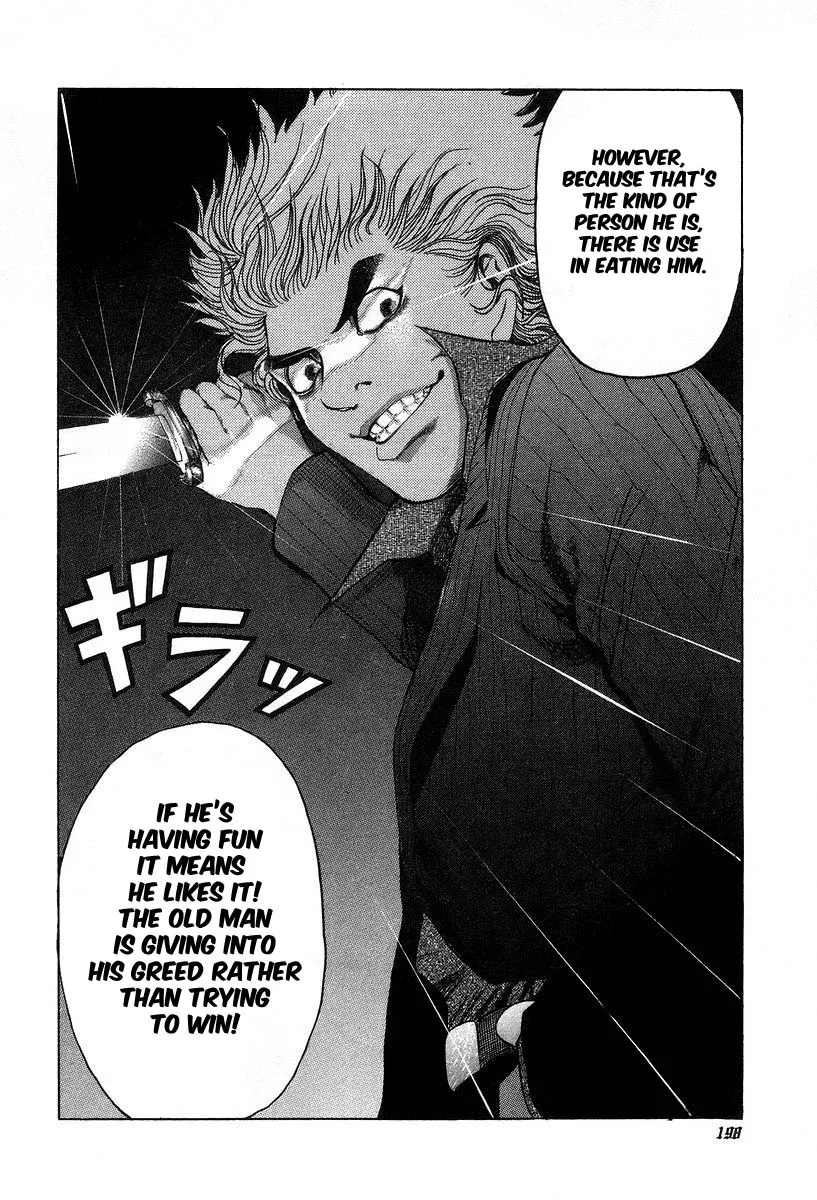 HOWEVER,
BECAUSE THAT'S
THE KIND OF
PERSON HE IS,
THERE IS USE
IN EATING HIM.
ギラッ
IF HE'S
HAVING FUN
IT MEANS
HE LIKES IT!
THE OLD MAN
IS GIVING INTO
HIS GREED RATHER
THAN TRYING
TO WIN!
198